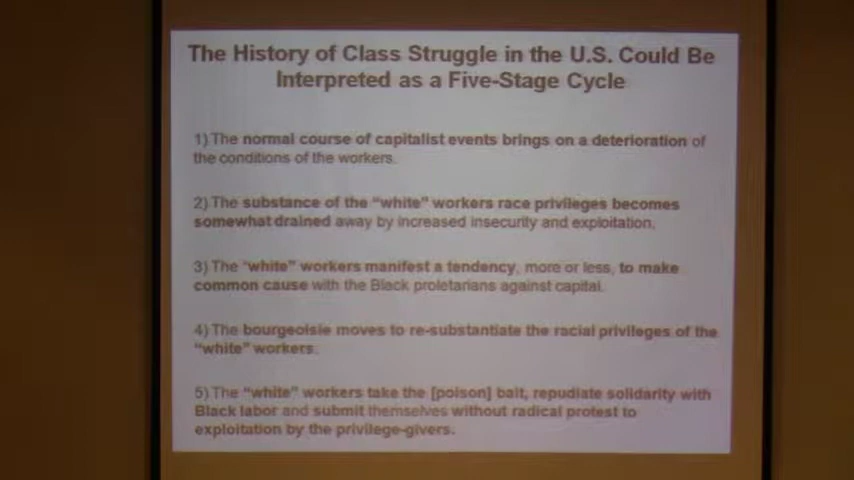 The History of Class Struggle in the U.S. Could Be
Interpreted as a Five-Stage Cycle
1) The normal course of capitalist events brings on a deterioration of
the conditions of the workers.
2) The substance of the “white” workers race privileges becomes
somewhat drained away by increased insecurity and exploitation.
3) The “white” workers manifest a tendency, more or less, to make
common cause with the Black proletarians against capital.
4) The bourgeoisie moves to re-substantiate the racial privileges of the
“white” workers.
5) The “white” workers take the [poison] bait, repudiate solidarity with
Black labor and submit themselves without radical protest to
exploitation by the privilege-givers.